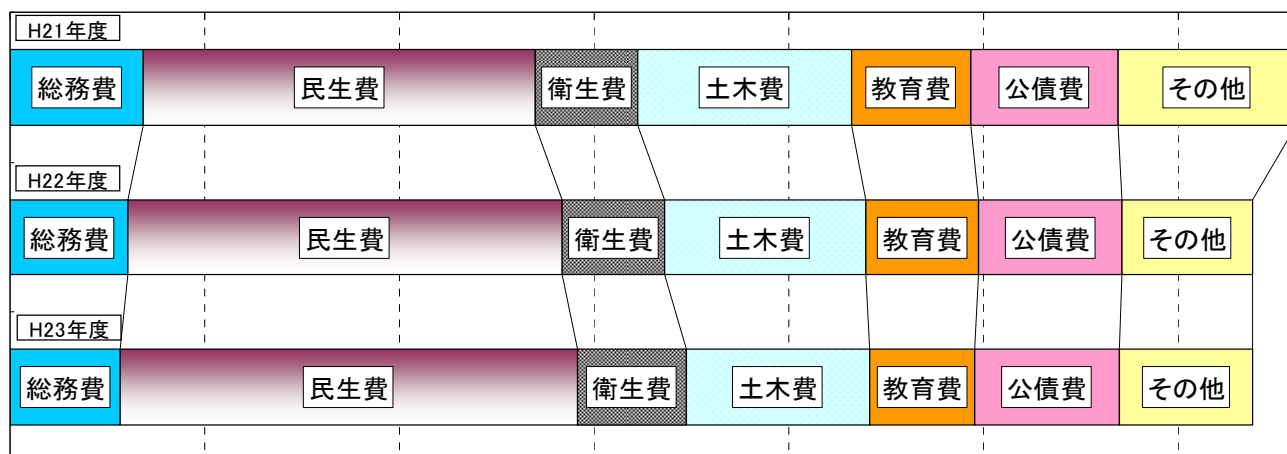 H21年度
総務費 民生費 衛生費 土木費 教育費 公債費 その他
H22年度
総務費 民生費 衛生費 土木費 教育費 公債費 その他
H23年度
総務費 民生費 衛生費 土木費 教育費 公債費 その他